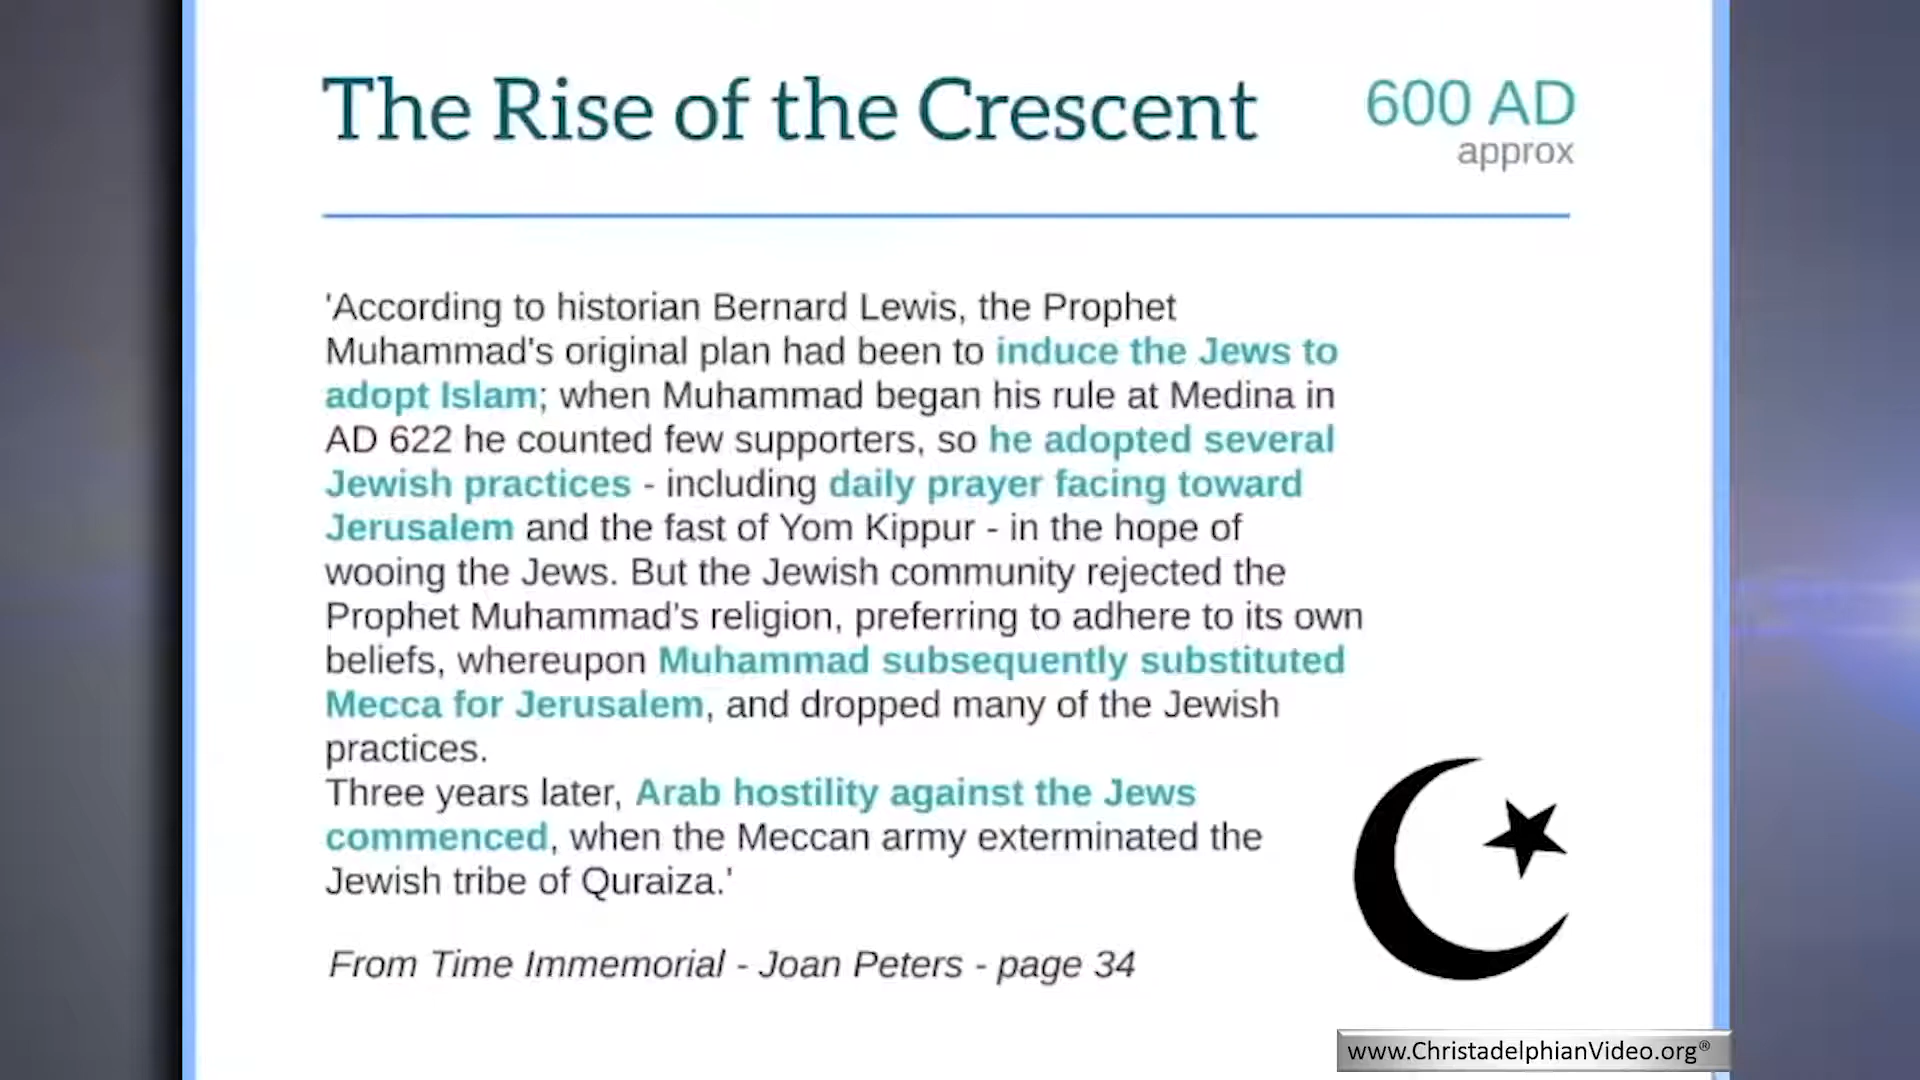 The Rise of the Crescent
600 AD
approx
'According to historian Bernard Lewis, the Prophet
Muhammad's original plan had been to induce the Jews to
adopt Islam; when Muhammad began his rule at Medina in
AD 622 he counted few supporters, so he adopted several
Jewish practices - including daily prayer facing toward
Jerusalem and the fast of Yom Kippur - in the hope of
wooing the Jews. But the Jewish community rejected the
Prophet Muhammad's religion, preferring to adhere to its own
beliefs, whereupon Muhammad subsequently substituted
Mecca for Jerusalem, and dropped many of the Jewish
practices.
Three years later, Arab hostility against the Jews
commenced, when the Meccan army exterminated the
Jewish tribe of Quraiza.'
From Time Immemorial - Joan Peters - page 34
www.ChristadelphianVideo.org®